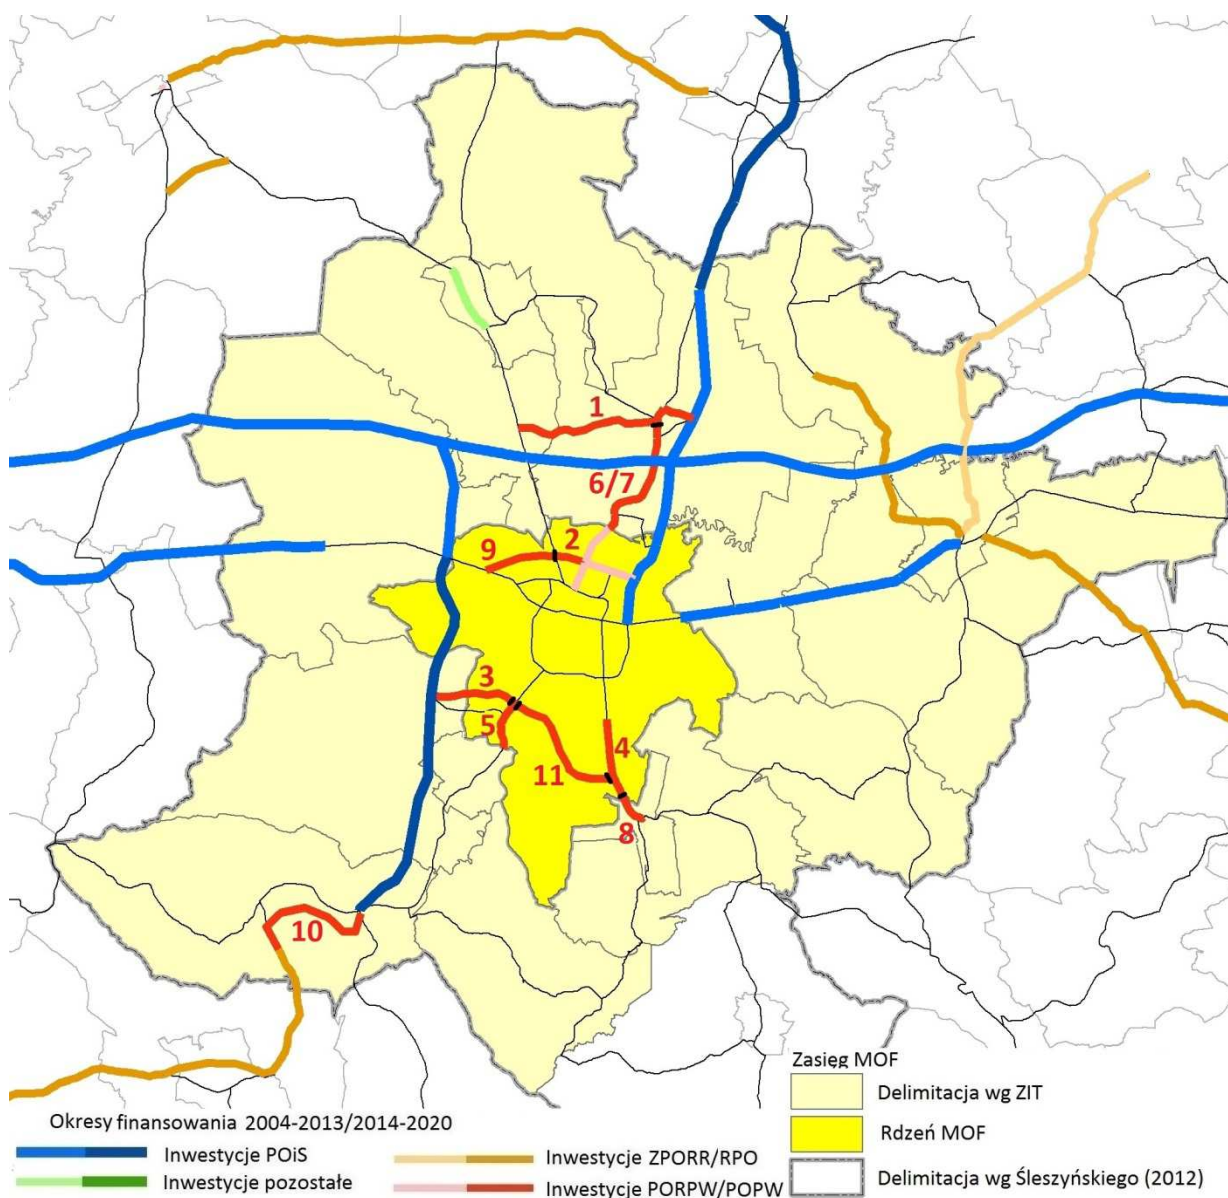 1
6/7
2
9
3
5
4
11
8
10
Zasięg MOF
Delimitacja wg ZIT
Rdzeń MOF
Delimitacja wg Śleszyńskiego (2012)
Okresy finansowania 2004-2013/2014-2020
Inwestycje POiS
Inwestycje pozostałe
Inwestycje ZPORR/RPO
Inwestycje PORPW/POPW